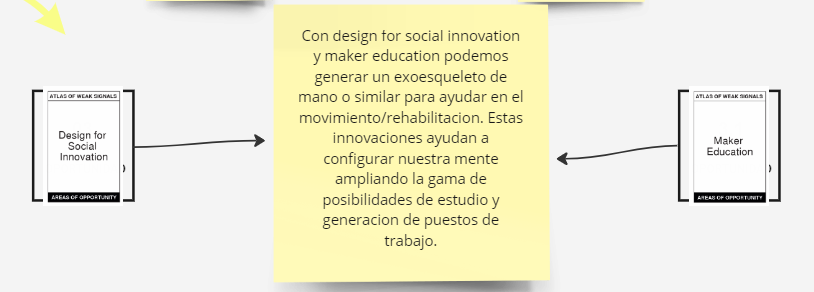 ATLAS OF WEAK SIGNALS
Design for
Social
Innovation
AREAS OF OPPORTUNITY
Con design for social innovation
y maker education podemos
generar un exoesqueleto de
mano o similar para ayudar en el
movimiento/rehabilitacion. Estas
innovaciones ayudan a
configurar nuestra mente
ampliando la gama de
posibilidades de estudio y
generacion de puestos de
trabajo.
ATLAS OF WEAK SIGNALS
Maker
Education
AREAS OF OPPORTUNITY